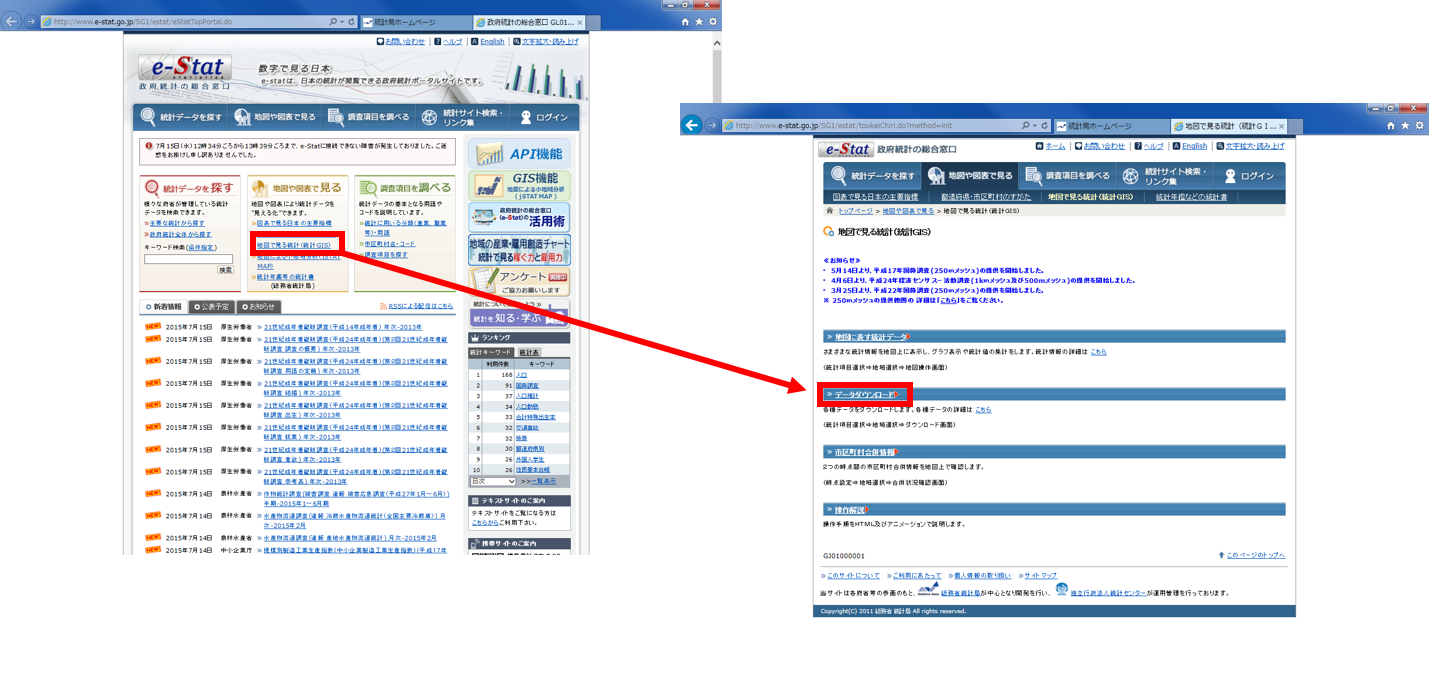 http://www.e-stat.go.jp/SG1/estat/eStatTopPortal.do
統計局ホームページ
政府統計の総合窓口 GL01...
お問い合わせ | ヘルプ | English | 文字拡大・読み上げ
e-Stat
政府統計の総合窓口
数字で見る日本
e-statは、日本の統計が閲覧できる政府統計ポータルサイトです。
統計データを探す
地図や図表で見る
調査項目を調べる
統計サイト検索・リンク集
ログイン
7月15日(水)12時34分ごろから13時39分ごろまで、e-Statに接続できない障害が発生しておりました。ご迷
惑をお掛けし申し訳ありませんでした。
統計データを探す
様々な府省が管理している統計
データを検索できます。
»主要な統計から探す
»政府統計全体から探す
キーワード検索(条件指定)
検索
地図や図表で見る
地図や図表により統計データを
"見える化"できます。
»図表で見る日本の主要指標
地図で見る統計(統計GIS)
MAP)
»統計年鑑等の統計書
(総務省統計局)
調査項目を調べる
統計データの基本となる用語や
コードを説明しています。
»統計に用いる分類(産業、職業
等)・用語
»市区町村名・コード
»調査項目を探す
API機能
GIS機能
地図による小地域分析
(jSTAT MAP)
政府統計の総合窓口
(e-Stat)の活用術
地域の産業・雇用創造チャート
統計で見る稼ぐ力と雇用力
アンケート実施中
ご協力お願いします
統計を知る・学ぶ
新着情報
公表予定
お知らせ
RSSによる配信はこちら
NEW! 2015年7月15日 厚生労働省 »21世紀成年者縦断調査(平成14年成年者) 年次-2013年
NEW! 2015年7月15日 厚生労働省 »21世紀成年者縦断調査(平成24年成年者)(第2回21世紀成年者縦
断調査 調査の概要) 年次-2013年
NEW! 2015年7月15日 厚生労働省 »21世紀成年者縦断調査(平成24年成年者)(第2回21世紀成年者縦
断調査 用語の定義) 年次-2013年
NEW! 2015年7月15日 厚生労働省 »21世紀成年者縦断調査(平成24年成年者)(第2回21世紀成年者縦
断調査 結婚) 年次-2013年
NEW! 2015年7月15日 厚生労働省 »21世紀成年者縦断調査(平成24年成年者)(第2回21世紀成年者縦
断調査 出生) 年次-2013年
NEW! 2015年7月15日 厚生労働省 »21世紀成年者縦断調査(平成24年成年者)(第2回21世紀成年者縦
断調査 就業) 年次-2013年
NEW! 2015年7月15日 厚生労働省 »21世紀成年者縦断調査(平成24年成年者)(第2回21世紀成年者縦
断調査 意欲) 年次-2013年
NEW! 2015年7月15日 厚生労働省 »21世紀成年者縦断調査(平成24年成年者)(第2回21世紀成年者縦
断調査 参考表) 年次-2013年
NEW! 2015年7月14日 農林水産省 »作物統計調査[被害調査 速報 被害応急調査(平成27年1月~6月)]
半期-2015年1~6月期
NEW! 2015年7月14日 農林水産省 »水産物流通調査[速報 冷蔵水産物流通統計(全国主要冷蔵庫)] 月
次-2015年2月
NEW! 2015年7月14日 農林水産省 »水産物流通調査[速報 産地水産物流通統計] 月次-2015年2月
NEW! 2015年7月14日 中小企業庁 »規模別製造工業生産指数(中小企業製造工業生産指数)(平成17年
ランキング
統計キーワード 統計表
利用件数 キーワード
1 168 人口
2 91 国勢調査
3 37 人口推計
4 34 人口動態
5 33 合計特殊出生率
6 32 交通事故
7 32 検番
8 30 都道府県別
9 26 外国人学生
10 26 住民基本台帳
目次 >>一覧表示
テキストサイトのご案内
テキストサイトをご覧になる方は
こちらからご利用下さい。
携帯サイトのご案内
http://www.e-stat.go.jp/SG1/estat/toukeiChiri.do?method=init
統計局ホームページ
地図で見る統計(統計GI...
e-Stat 政府統計の総合窓口
ホーム | お問い合わせ | ヘルプ | English | 文字拡大・読み上げ
統計データを探す
地図や図表で見る
調査項目を調べる
統計サイト検索・リンク集
ログイン
図表で見る日本の主要指標 | 都道府県・市区町村のすがた | 地図で見る統計(統計GIS) | 統計年鑑などの統計書
トップページ > 地図や図表で見る > 地図で見る統計(統計GIS)
地図で見る統計(統計GIS)
≪お知らせ≫
・ 5月14日より、平成17年国勢調査(250mメッシュ)の提供を開始しました。
・ 4月6日より、平成24年経済センサス-活動調査(1kmメッシュ及び500mメッシュ)の提供を開始しました。
・ 3月25日より、平成22年国勢調査(250mメッシュ)の提供を開始しました。
※ 250mメッシュの提供範囲の詳細は「こちら」をご覧ください。
» 地図に表す統計データ
さまざまな統計情報を地図上に表示し、グラフ表示や統計値の集計をします。統計情報の詳細は こちら
(統計項目選択⇒地域選択⇒地図操作画面)
» データダウンロード
各種データをダウンロードします。各種データの詳細は こちら
(統計項目選択⇒地域選択⇒ダウンロード画面)
» 市区町村合併情報
2つの時点間の市区町村合併情報を地図上で確認します。
(時点設定⇒地域選択⇒合併状況確認画面)
» 操作解説
操作手順をHTML及びアニメーションで説明します。
GJ01000001
このページのトップへ
»このサイトについて »ご利用にあたって »個人情報の取り扱い »サイトマップ
当サイトは各府省等の参画のもと、総務省統計局が中心となり開発を行い、独立行政法人統計センターが運用管理を行っております。
Copyright(C) 2011 総務省 統計局 All rights reserved.